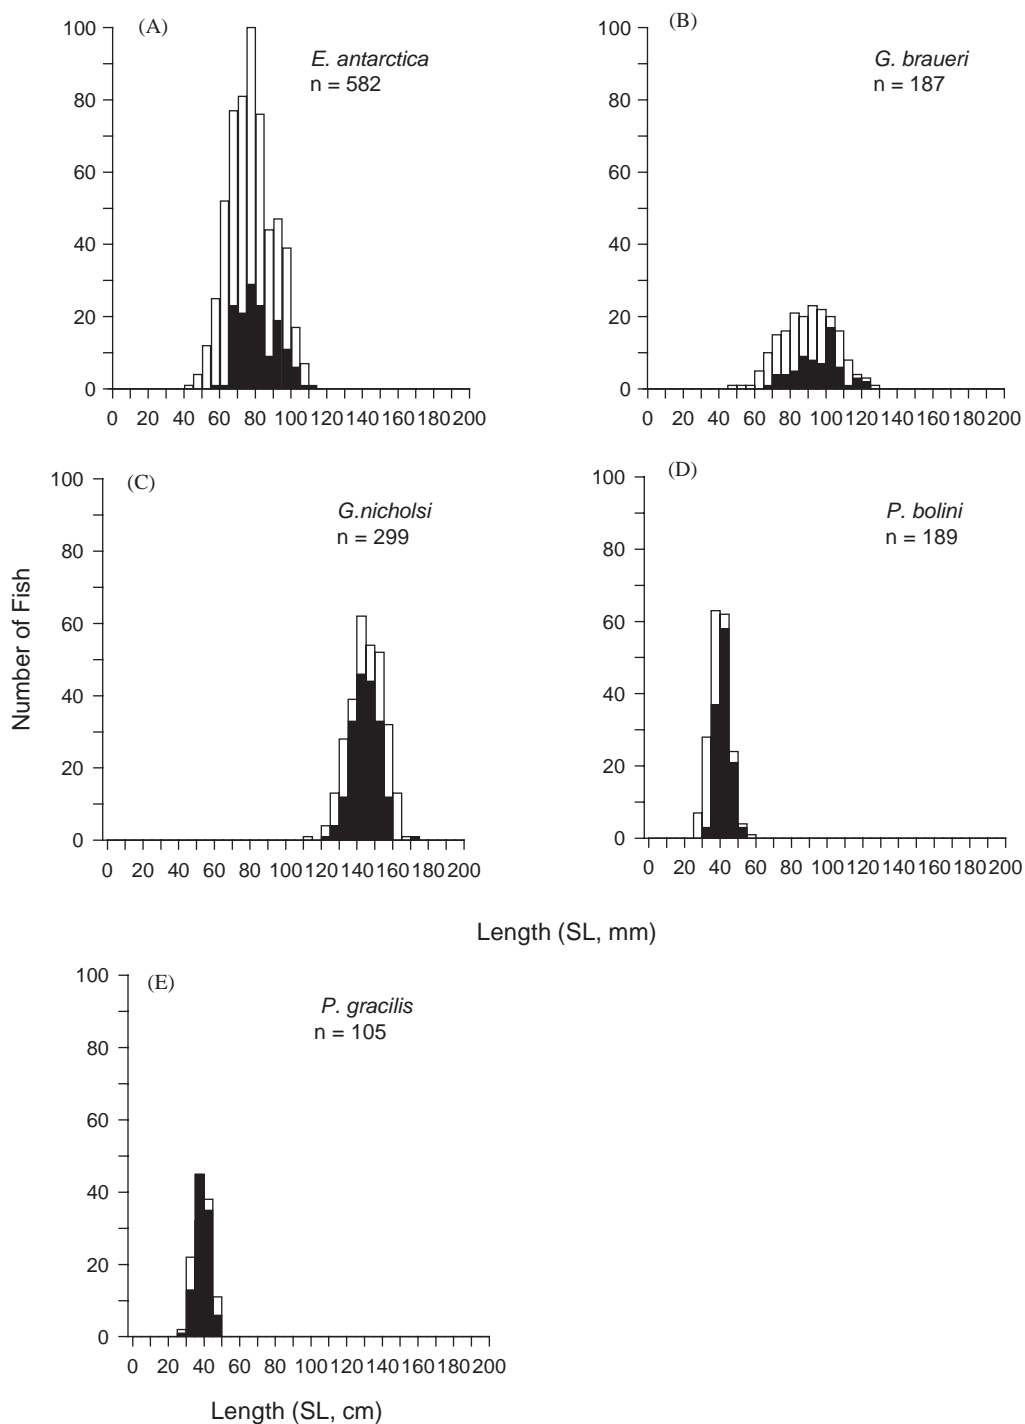 (A)
E. antarctica
n = 582
100
80
60
40
20
0
0 20 40 60 80 100 120 140 160 180 200
(B)
G. braueri
n = 187
100
80
60
40
20
0
0 20 40 60 80 100 120 140 160 180 200
(C)
G.nicholsi
n = 299
100
80
60
40
20
0
0 20 40 60 80 100 120 140 160 180 200
(D)
P. bolini
n = 189
100
80
60
40
20
0
0 20 40 60 80 100 120 140 160 180 200
Number of Fish
Length (SL, mm)
(E)
P. gracilis
n = 105
100
80
60
40
20
0
0 20 40 60 80 100 120 140 160 180 200
Length (SL, cm)